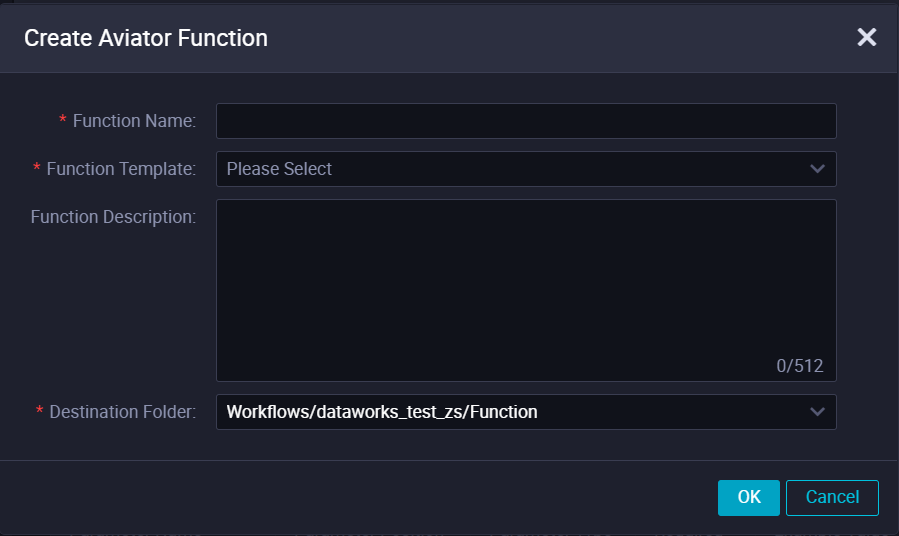 Create Aviator Function
* Function Name:
* Function Template: Please Select
Function Description:
0/512
* Destination Folder: Workflows/dataworks_test_zs/Function
OK Cancel